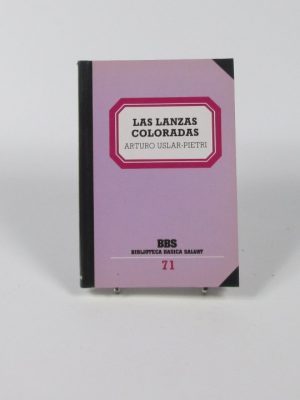 LAS LANZAS
COLORADAS
ARTURO USLAR-PIETRI
BBS
BIBLIOTECA BASICA SALVAT
71